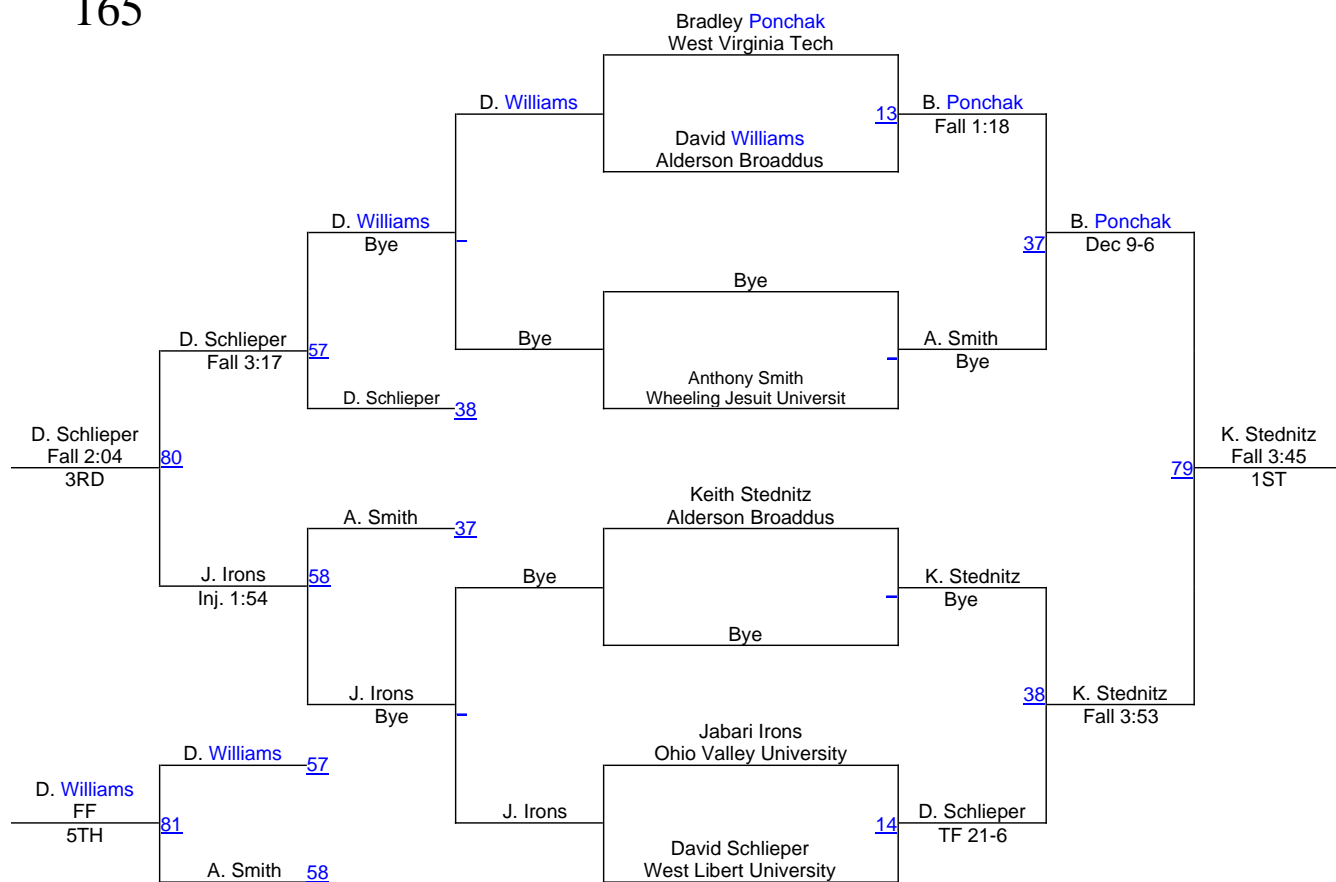 165
Bradley Ponchak
West Virginia Tech
D. Williams
13
B. Ponchak
Fall 1:18
David Williams
Alderson Broaddus
D. Williams
Bye
B. Ponchak
37
Dec 9-6
Bye
D. Schlieper
57
Fall 3:17
Bye
A. Smith
Bye
Anthony Smith
Wheeling Jesuit Universit
D. Schlieper
38
D. Schlieper
Fall 2:04
80
3RD
K. Stednitz
Fall 3:45
79
1ST
Keith Stednitz
Alderson Broaddus
A. Smith
37
J. Irons
58
Inj. 1:54
Bye
K. Stednitz
Bye
Bye
J. Irons
Bye
38
K. Stednitz
Fall 3:53
Jabari Irons
Ohio Valley University
D. Williams
57
D. Williams
FF
81
5TH
J. Irons
14
D. Schlieper
TF 21-6
David Schlieper
West Libert University
A. Smith
58